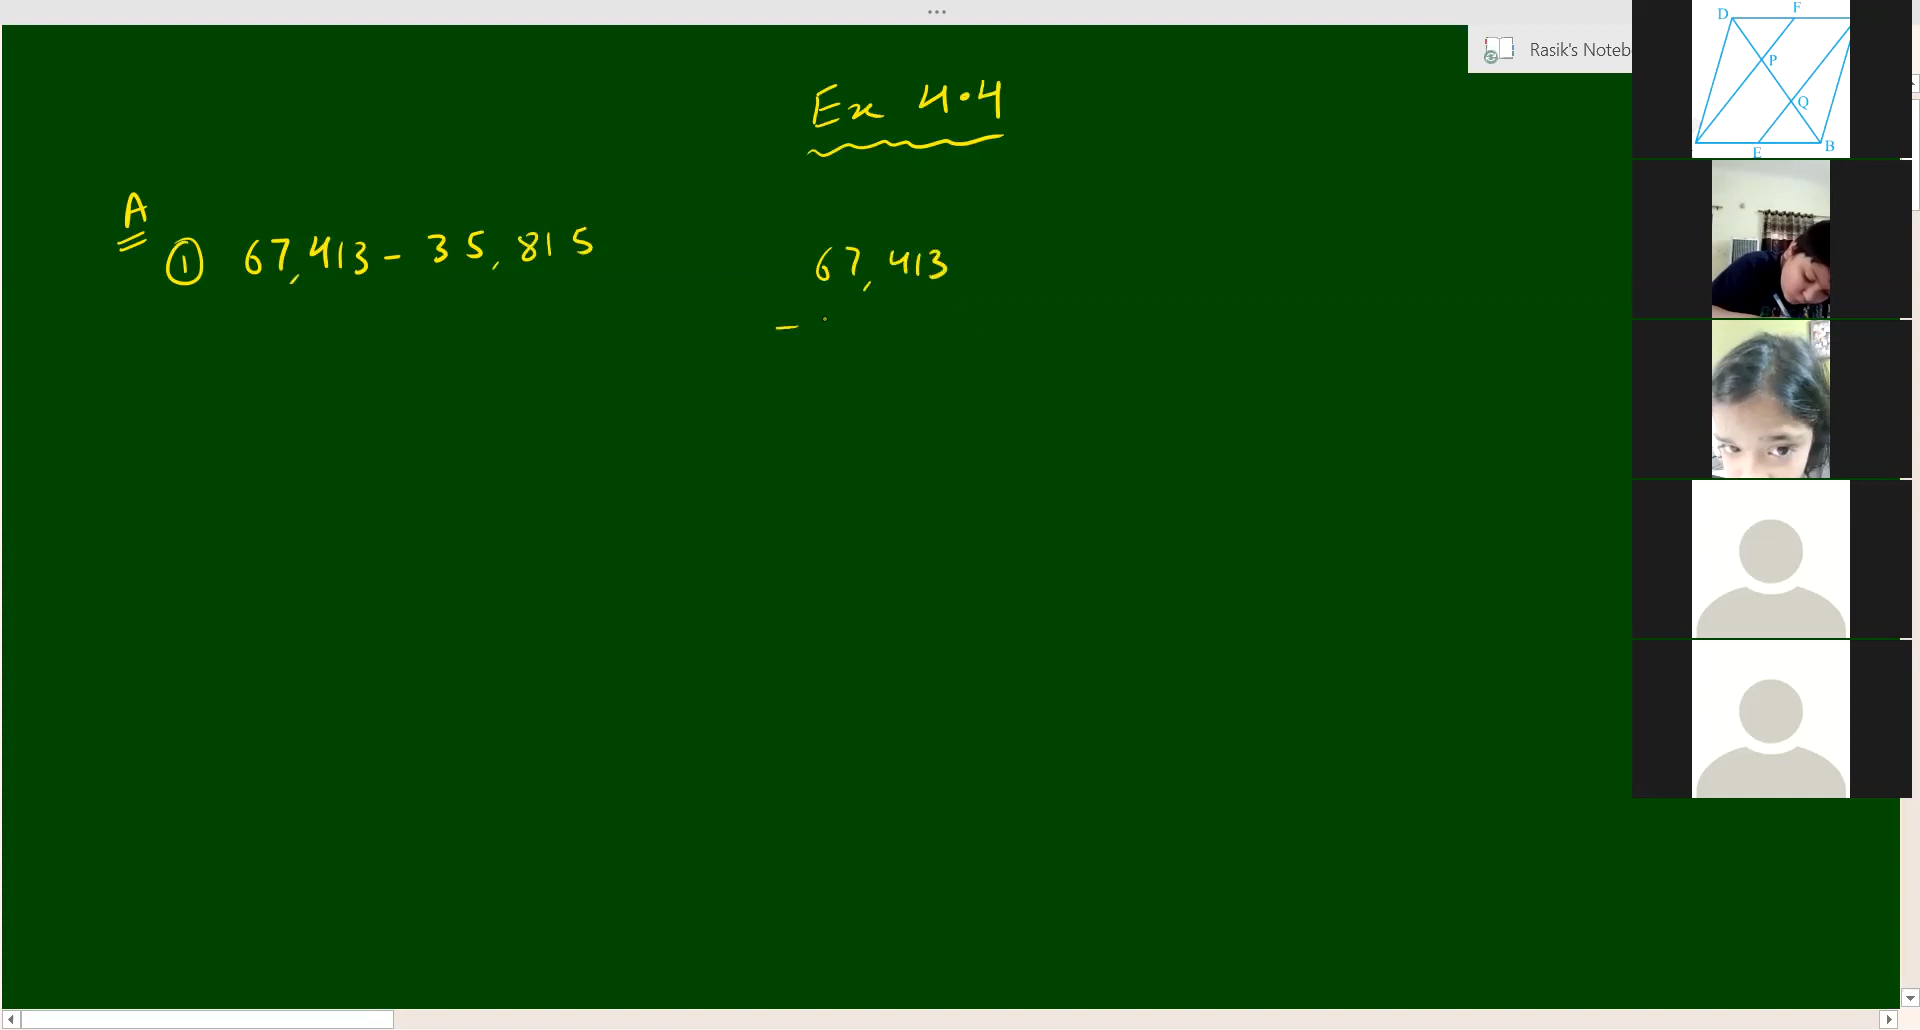 Rasik's Noteb
Ex 4.4
A
① 67,413 - 35,815
67,413
-
D F
P
Q
E B